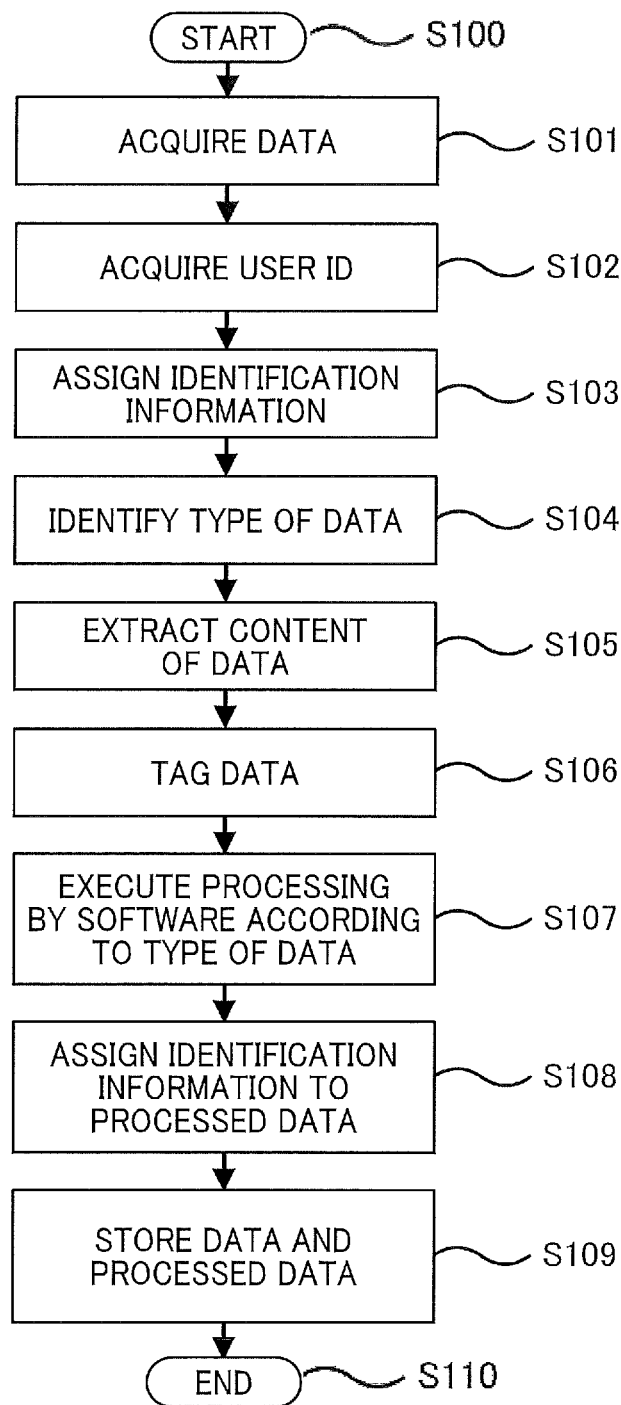 START
S100
ACQUIRE DATA
S101
ACQUIRE USER ID
S102
ASSIGN IDENTIFICATION
INFORMATION
S103
IDENTIFY TYPE OF DATA
S104
EXTRACT CONTENT
OF DATA
S105
TAG DATA
S106
EXECUTE PROCESSING
BY SOFTWARE ACCORDING
TO TYPE OF DATA
S107
ASSIGN IDENTIFICATION
INFORMATION TO
PROCESSED DATA
S108
STORE DATA AND
PROCESSED DATA
S109
END
S110